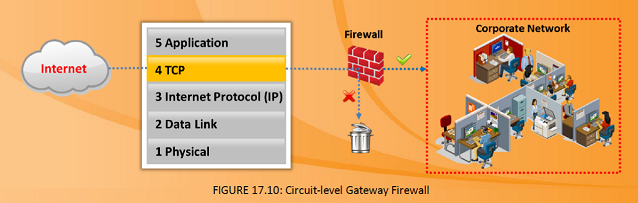 Internet
5 Application
4 TCP
3 Internet Protocol (IP)
2 Data Link
1 Physical
Firewall
Corporate Network
FIGURE 17.10: Circuit-level Gateway Firewall